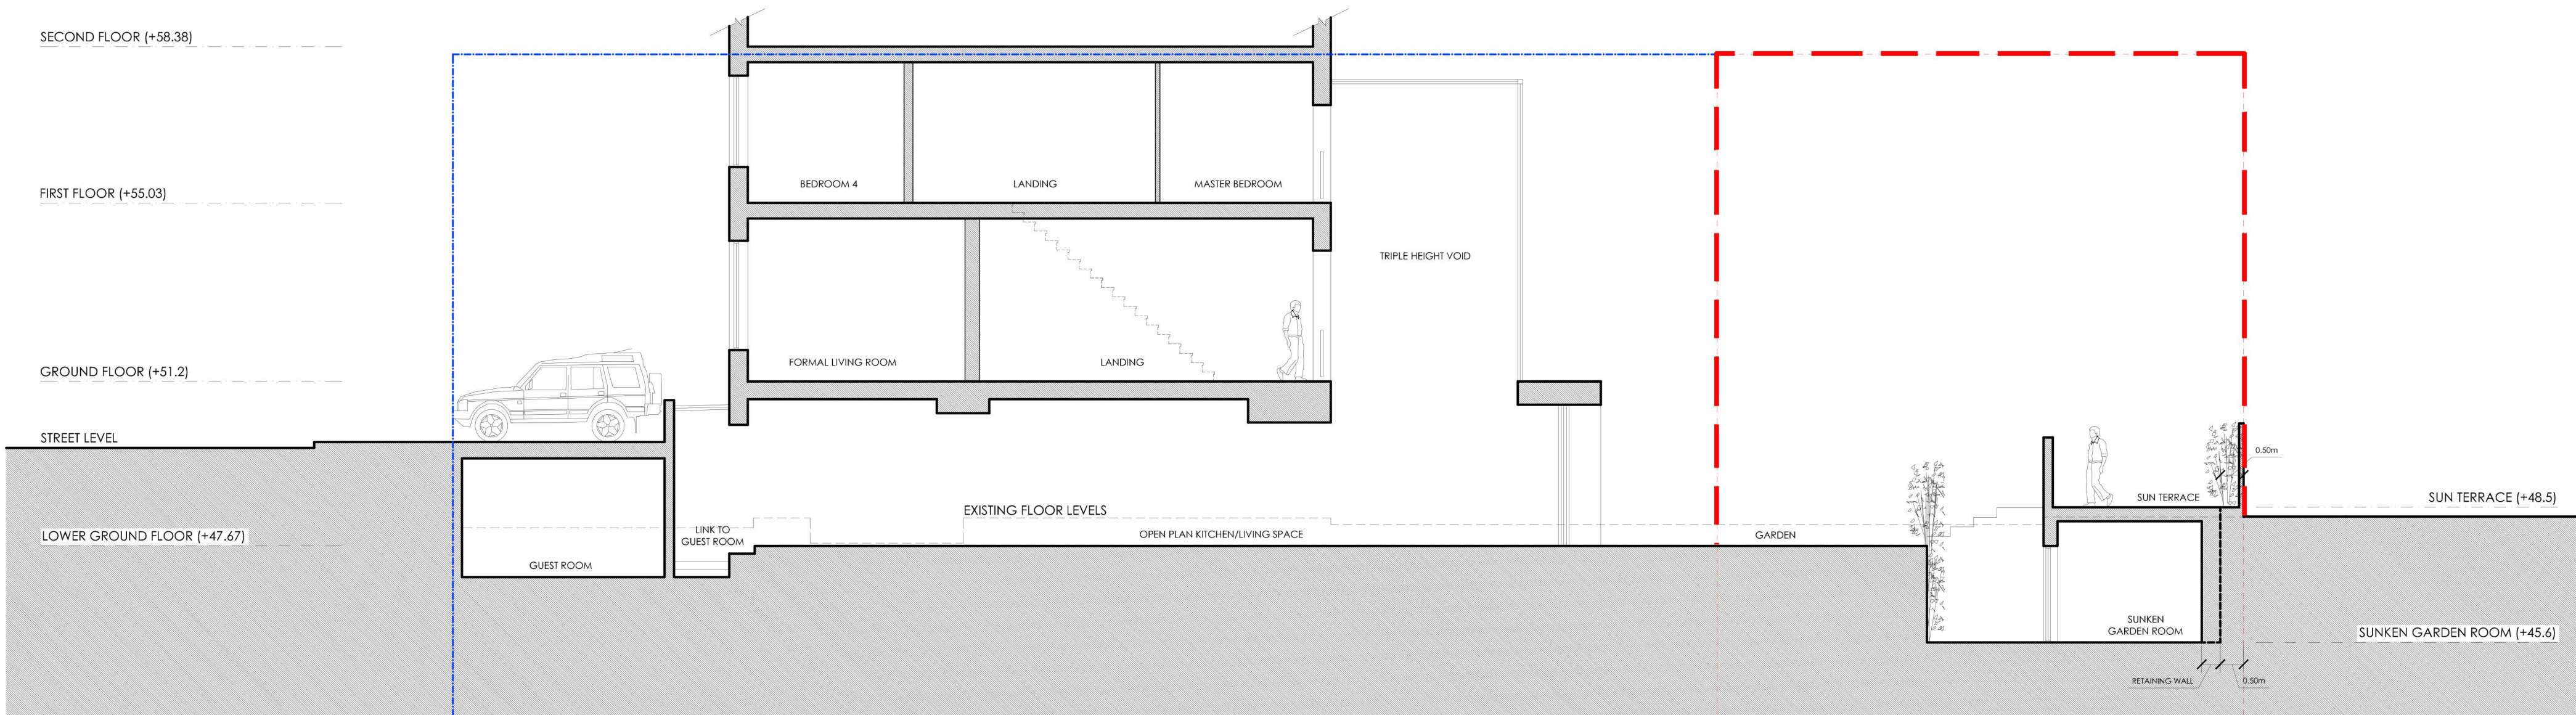 SECOND FLOOR (+58.38)
FIRST FLOOR (+55.03)
BEDROOM 4
LANDING
MASTER BEDROOM
TRIPLE HEIGHT VOID
GROUND FLOOR (+51.2)
FORMAL LIVING ROOM
LANDING
STREET LEVEL
0.50m
SUN TERRACE
SUN TERRACE (+48.5)
EXISTING FLOOR LEVELS
LOWER GROUND FLOOR (+47.67)
LINK TO
GUEST ROOM
OPEN PLAN KITCHEN/LIVING SPACE
GARDEN
GUEST ROOM
SUNKEN
GARDEN ROOM
SUNKEN GARDEN ROOM (+45.6)
RETAINING WALL
0.50m